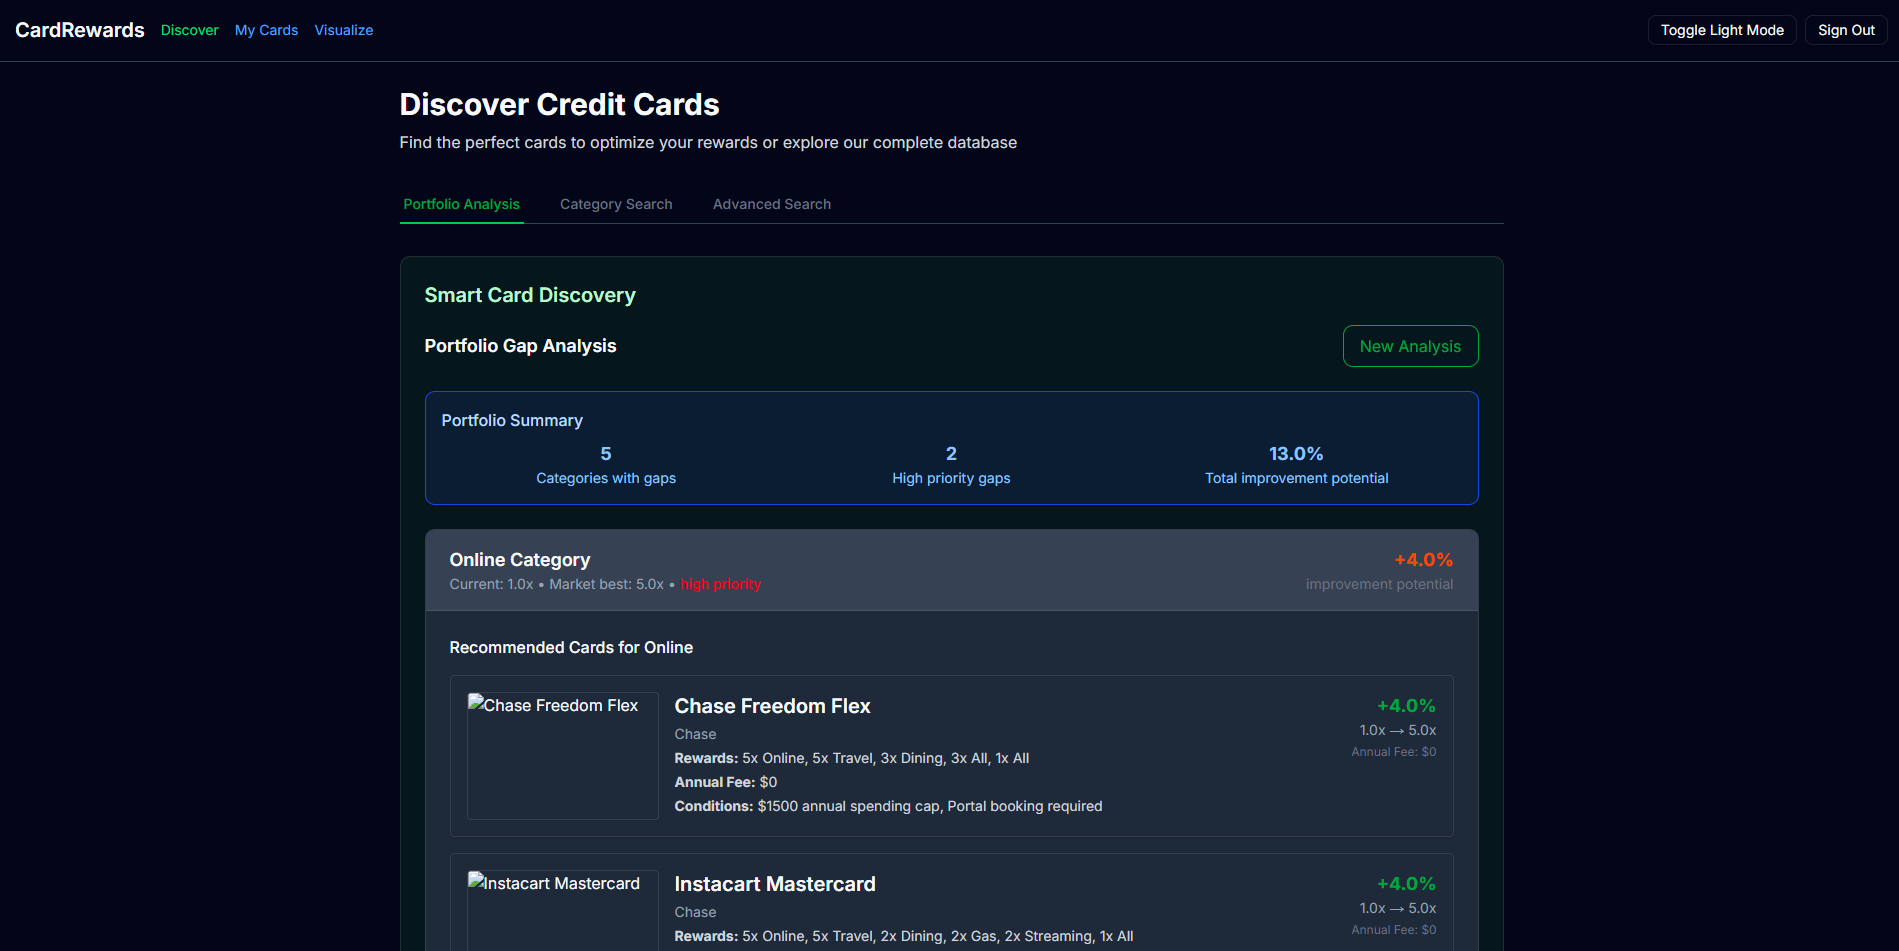 CardRewards Discover My Cards Visualize Toggle Light Mode Sign Out
Discover Credit Cards
Find the perfect cards to optimize your rewards or explore our complete database
Portfolio Analysis Category Search Advanced Search
Smart Card Discovery
Portfolio Gap Analysis New Analysis
Portfolio Summary
5 2 13.0%
Categories with gaps High priority gaps Total improvement potential
Online Category +4.0%
Current: 1.0x • Market best: 5.0x • high priority improvement potential
Recommended Cards for Online
Chase Freedom Flex Chase Freedom Flex +4.0%
Chase 1.0x → 5.0x
Rewards: 5x Online, 5x Travel, 3x Dining, 3x All, 1x All Annual Fee: $0
Annual Fee: $0
Conditions: $1500 annual spending cap, Portal booking required
Instacart Mastercard Instacart Mastercard +4.0%
Chase 1.0x → 5.0x
Rewards: 5x Online, 5x Travel, 2x Dining, 2x Gas, 2x Streaming, 1x All Annual Fee: $0